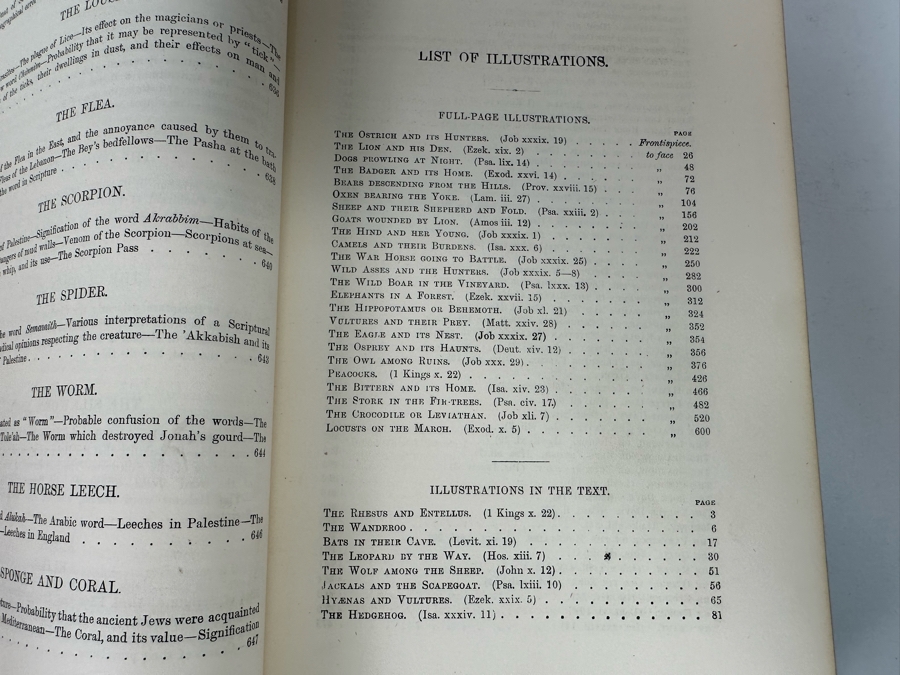 THE LOU
Palestine—The plague of Lice—Its effect on the magicians or priests—The
word—Probability that it may be represented by "tick"—
of the ticks, their dwellings in dust, and their effects on man and
636
THE FLEA.
the Flea in the East, and the annoyance caused by them to tra-
Fleas of the Lebanon—The Bey's bedfellows—The Pasha at the bath
the word in Scripture . . . 638
THE SCORPION.
of Palestine—Signification of the word Akrabbim—Habits of the
dangers of mud walls—Venom of the Scorpion—Scorpions at sea—
whip, and its use—The Scorpion Pass . . . 640
THE SPIDER.
the word Semamith—Various interpretations of a Scriptural
opinions respecting the creature—The 'Akkabish and its
Palestine . . . 643
THE WORM.
ated as "Worm"—Probable confusion of the words—The
Tole'ah—The Worm which destroyed Jonah's gourd—The
. . . 644
THE HORSE LEECH.
Alukah—The Arabic word—Leeches in Palestine—The
—Leeches in England . . . 646
SPONGE AND CORAL.
ture—Probability that the ancient Jews were acquainted
Mediterranean—The Coral, and its value—Signification
. . . 647
LIST OF ILLUSTRATIONS.
FULL-PAGE ILLUSTRATIONS.
PAGE
The Ostrich and its Hunters. (Job xxxix. 19) . . . Frontispiece.
The Lion and his Den. (Ezek. xix. 2) . . . to face 26
Dogs prowling at Night. (Psa. lix. 14) . . . „ 48
The Badger and its Home. (Exod. xxvi. 14) . . . „ 72
Bears descending from the Hills. (Prov. xxviii. 15) . . . „ 76
Oxen bearing the Yoke. (Lam. iii. 27) . . . „ 104
Sheep and their Shepherd and Fold. (Psa. xxiii, 2) . . . „ 156
Goats wounded by Lion. (Amos iii. 12) . . . „ 202
The Hind and her Young. (Job xxxix. 1) . . . „ 212
Camels and their Burdens. (Isa. xxx. 6) . . . „ 222
The War Horse going to Battle. (Job xxxix. 25) . . . „ 250
Wild Asses and the Hunters. (Job xxxix. 5—8) . . . „ 282
The Wild Boar in the Vineyard. (Psa. lxxx. 13) . . . „ 300
Elephants in a Forest. (Ezek. xxvii. 15) . . . „ 312
The Hippopotamus or Behemoth. (Job xl. 21) . . . „ 324
Vultures and their Prey. (Matt. xxiv. 28) . . . „ 352
The Eagle and its Nest. (Job xxxix. 27) . . . „ 354
The Osprey and its Haunts. (Deut. xiv. 12) . . . „ 356
The Owl among Ruins. (Job xxx. 29) . . . „ 376
Peacocks. (1 Kings x. 22) . . . „ 426
The Bittern and its Home. (Isa. xiv. 23) . . . „ 466
The Stork in the Fir-trees. (Psa. civ. 17.) . . . „ 482
The Crocodile or Leviathan. (Job xli. 7) . . . „ 520
Locusts on the March. (Exod. x. 5) . . . „ 600
ILLUSTRATIONS IN THE TEXT.
PAGE
The Rhesus and Entellus. (1 Kings x. 22) . . . 3
The Wanderoo . . . 6
Bats in their Cave. (Levit. xi. 19) . . . 17
The Leopard by the Way. (Hos. xiii. 7) . . . 30
The Wolf among the Sheep. (John x. 12) . . . 51
Jackals and the Scapegoat. (Psa. lxiii. 10) . . . 56
Hyænas and Vultures. (Ezek. xxix. 5) . . . 65
The Hedgehog. (Isa. xxxiv. 11) . . . 81